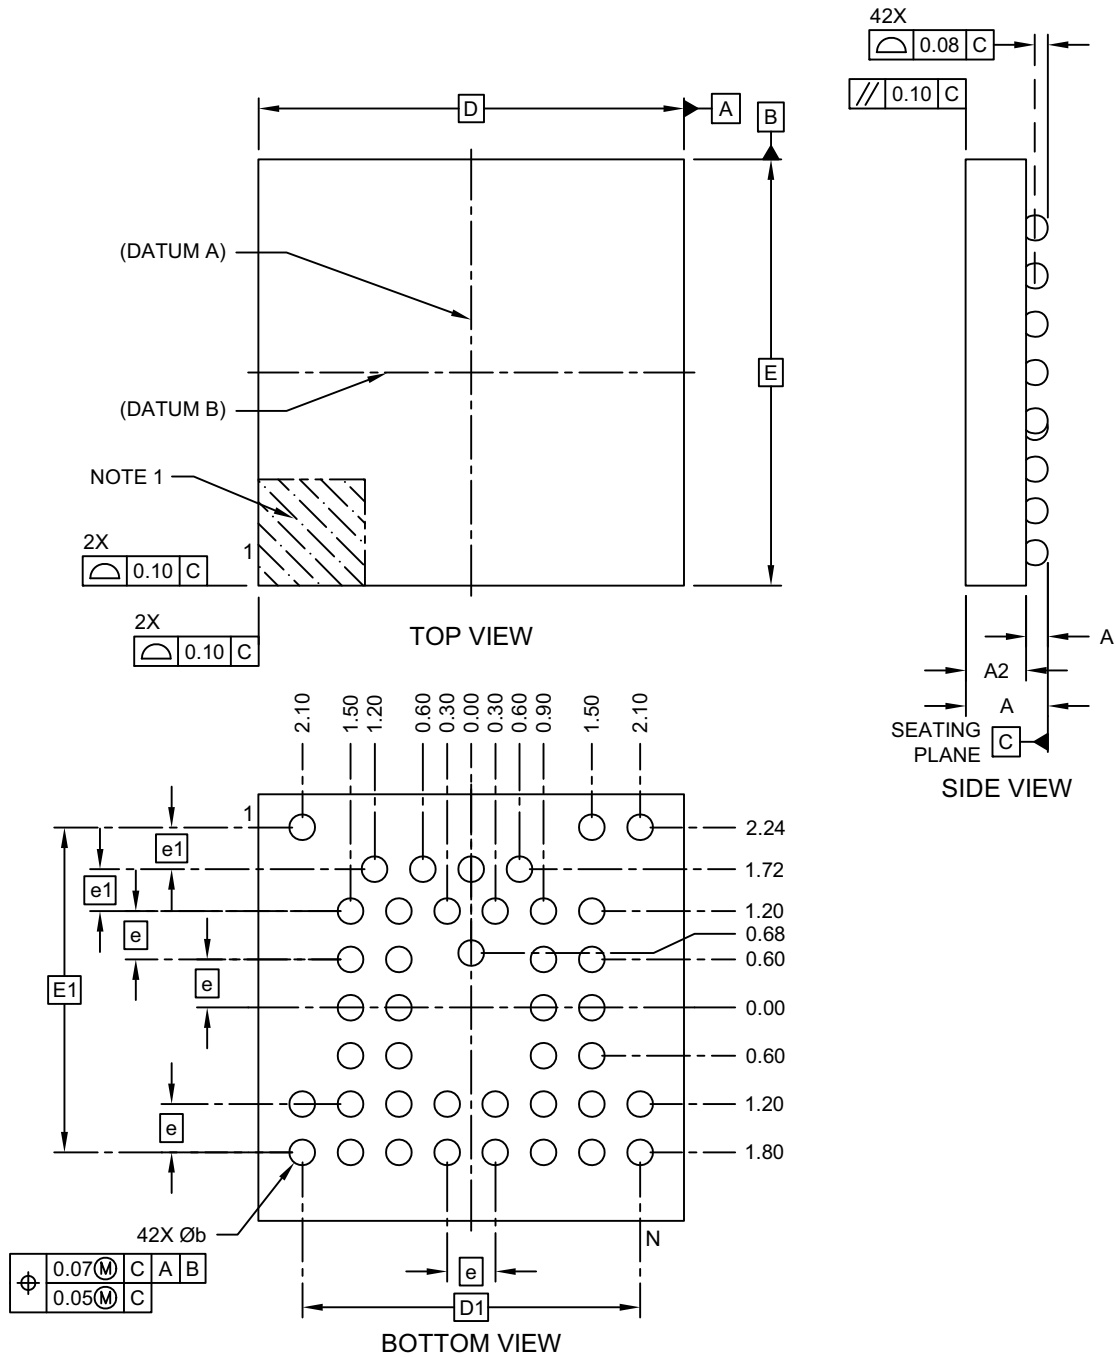 42X
0.08 C
// 0.10 C
D
A
B
(DATUM A)
E
(DATUM B)
NOTE 1
2X
0.10 C
1
2X
0.10 C
TOP VIEW
A
A2
A
SEATING
PLANE
C
SIDE VIEW
2.10
1.50
1.20
0.60
0.30
0.00
0.30
0.60
0.90
1.50
2.10
1
e1
2.24
1.72
e1
1.20
e
0.68
0.60
e
E1
0.00
0.60
1.20
e
1.80
42X Øb
N
0.07Ⓜ C A B
0.05Ⓜ C
e
D1
BOTTOM VIEW